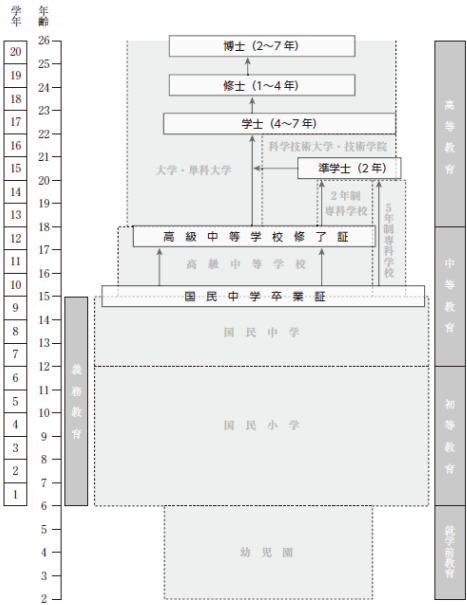 学年
年齢
20
19
18
17
16
15
14
13
12
11
10
9
8
7
6
5
4
3
2
1
26
25
24
23
22
21
20
19
18
17
16
15
14
13
12
11
10
9
8
7
6
5
4
3
2
博士（2～7 年）
修士（1～4 年）
学士（4～7 年）
科学技術大学・技術学院
大学・単科大学
準学士（2 年）
2 年制
専科学校
5年制専科学校
高級中等学校修了証
高級中等学校
国民中学卒業証
国民中学
国民小学
幼児園
義務教育
高等教育
中等教育
初等教育
就学前教育